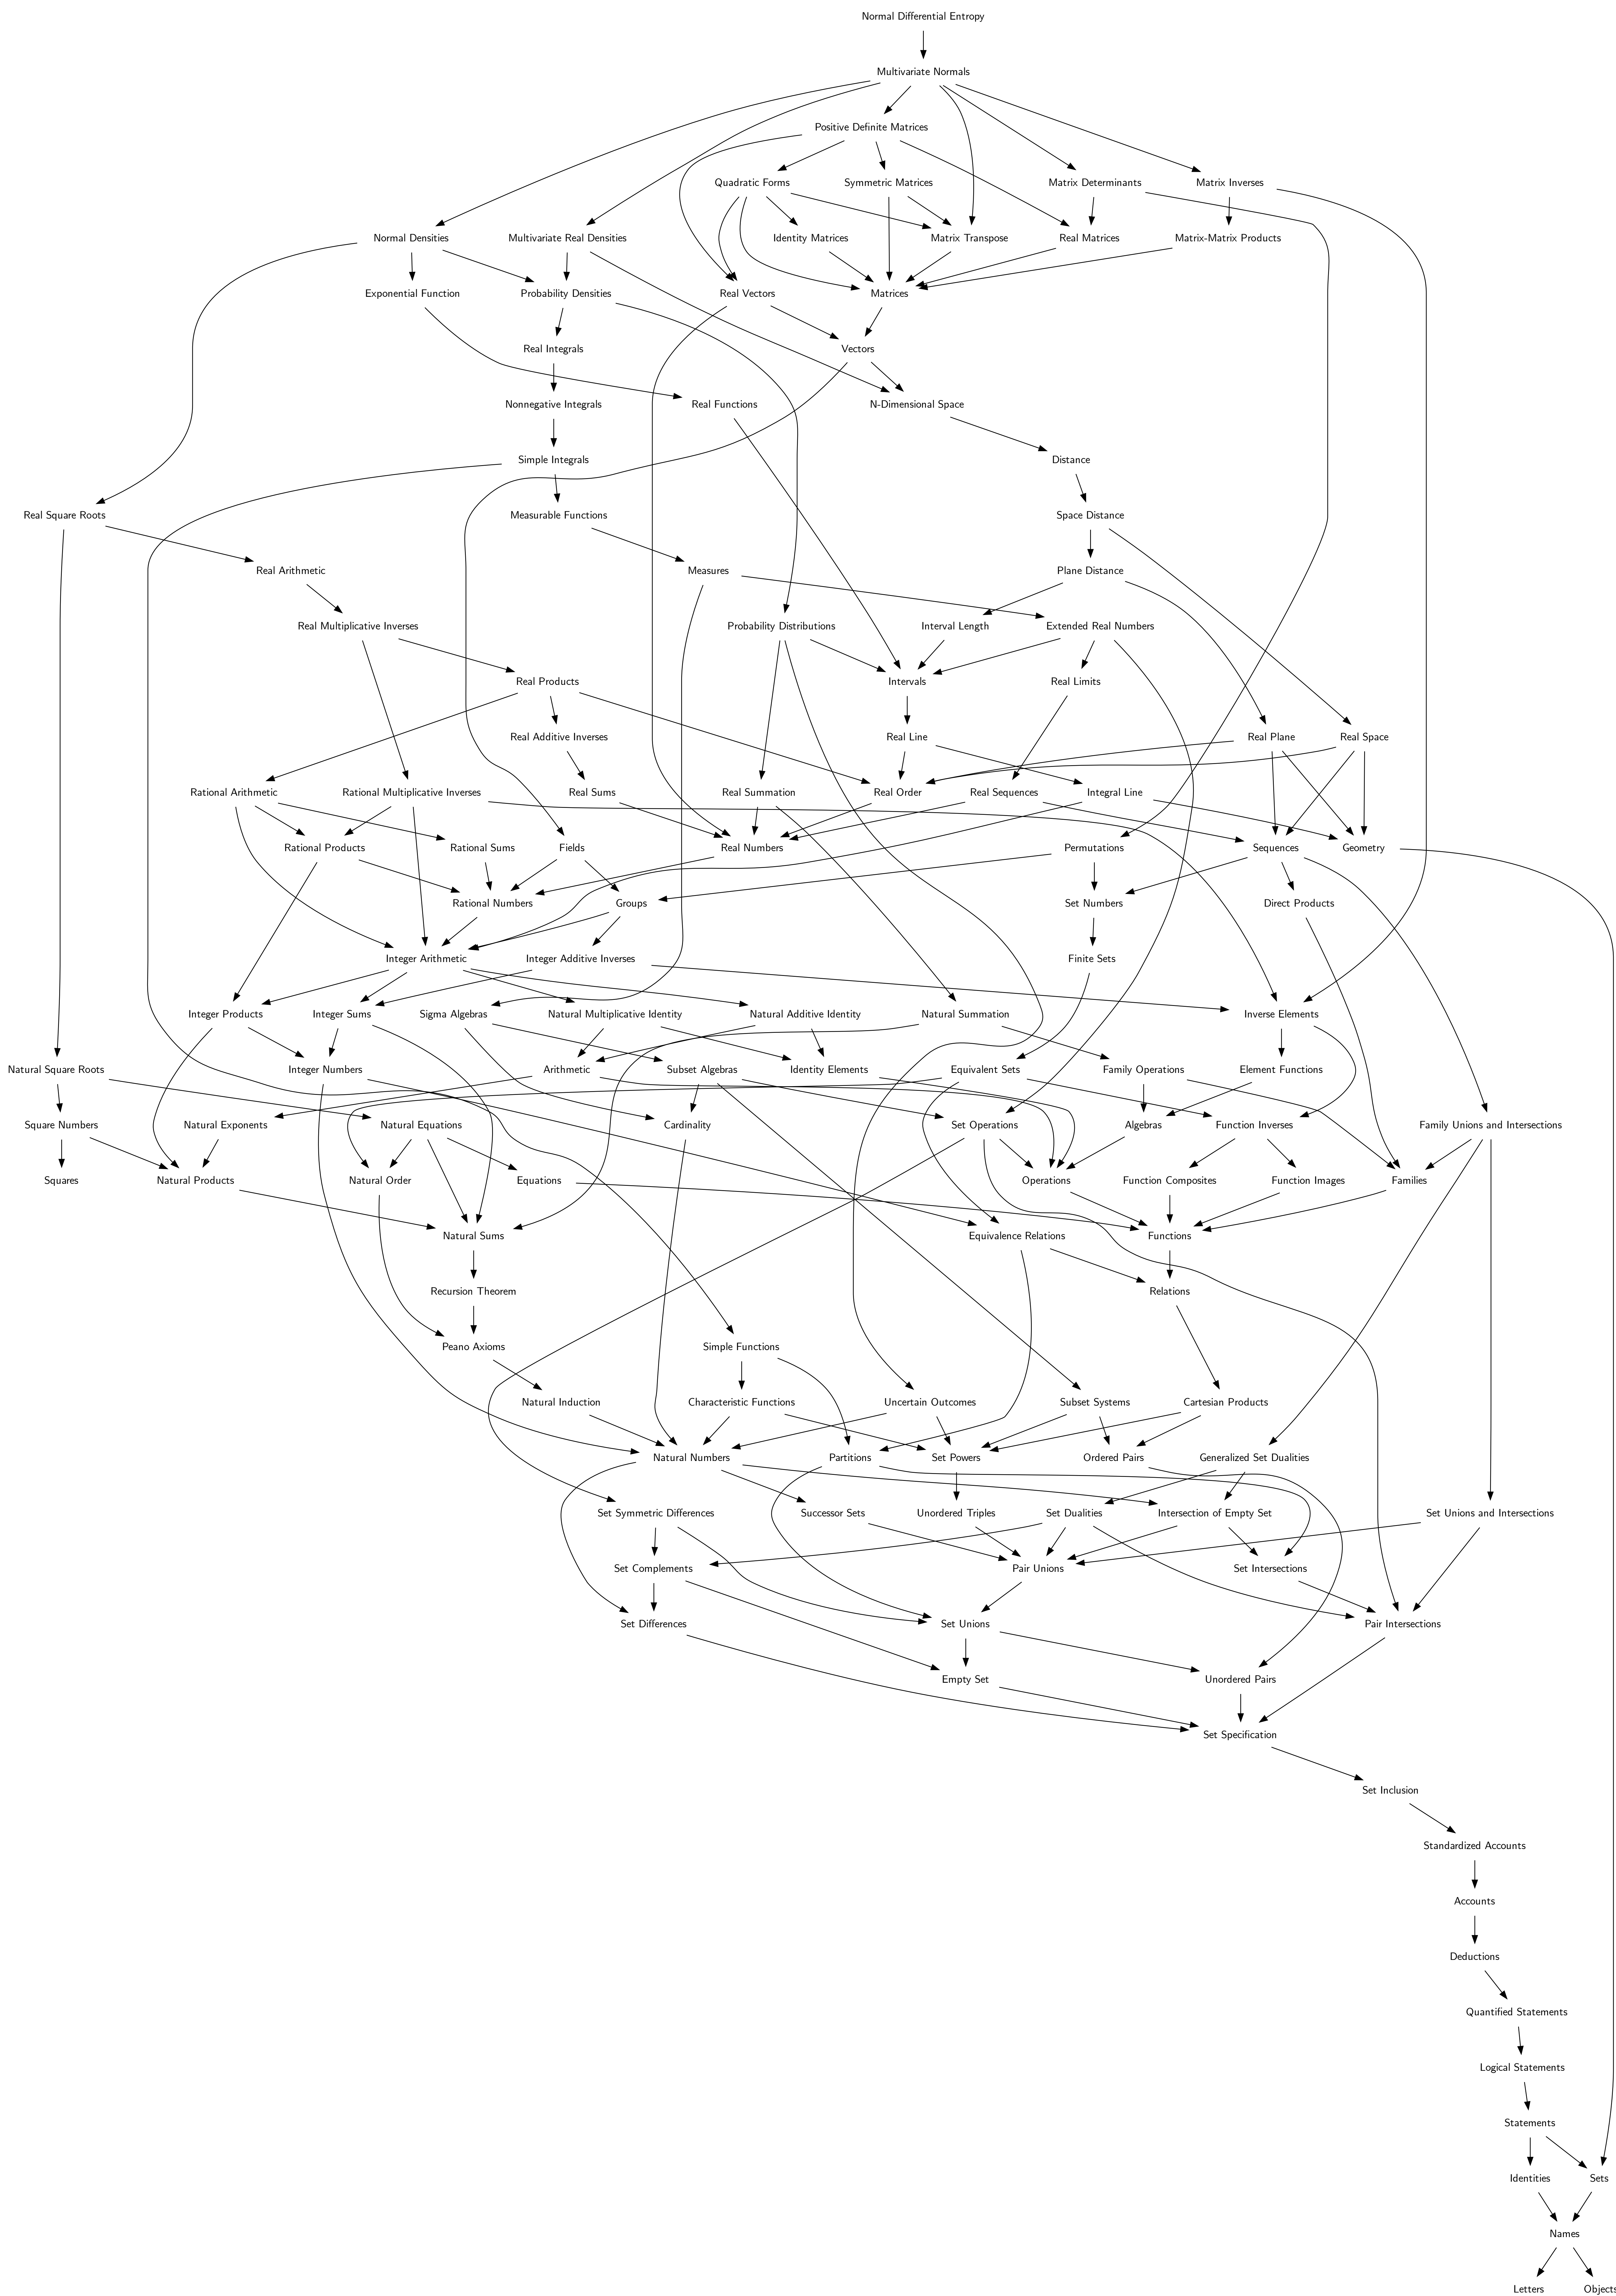 Normal Differential Entropy
Multivariate Normals
Positive Definite Matrices
Quadratic Forms
Symmetric Matrices
Matrix Determinants
Matrix Inverses
Normal Densities
Multivariate Real Densities
Identity Matrices
Matrix Transpose
Real Matrices
Matrix-Matrix Products
Exponential Function
Probability Densities
Real Vectors
Matrices
Real Integrals
Vectors
Nonnegative Integrals
Real Functions
N-Dimensional Space
Simple Integrals
Distance
Real Square Roots
Measurable Functions
Space Distance
Real Arithmetic
Measures
Plane Distance
Real Multiplicative Inverses
Probability Distributions
Interval Length
Extended Real Numbers
Real Products
Intervals
Real Limits
Real Additive Inverses
Real Line
Real Plane
Real Space
Rational Arithmetic
Rational Multiplicative Inverses
Real Sums
Real Summation
Real Order
Real Sequences
Integral Line
Rational Products
Rational Sums
Fields
Real Numbers
Permutations
Sequences
Geometry
Rational Numbers
Groups
Set Numbers
Direct Products
Integer Arithmetic
Integer Additive Inverses
Finite Sets
Integer Products
Integer Sums
Sigma Algebras
Natural Multiplicative Identity
Natural Additive Identity
Natural Summation
Inverse Elements
Natural Square Roots
Integer Numbers
Arithmetic
Subset Algebras
Identity Elements
Equivalent Sets
Family Operations
Element Functions
Square Numbers
Natural Exponents
Natural Equations
Cardinality
Set Operations
Algebras
Function Inverses
Family Unions and Intersections
Squares
Natural Products
Natural Order
Equations
Operations
Function Composites
Function Images
Families
Natural Sums
Equivalence Relations
Functions
Recursion Theorem
Relations
Peano Axioms
Simple Functions
Natural Induction
Characteristic Functions
Uncertain Outcomes
Subset Systems
Cartesian Products
Natural Numbers
Partitions
Set Powers
Ordered Pairs
Generalized Set Dualities
Set Symmetric Differences
Successor Sets
Unordered Triples
Set Dualities
Intersection of Empty Set
Set Unions and Intersections
Set Complements
Pair Unions
Set Intersections
Set Differences
Set Unions
Pair Intersections
Empty Set
Unordered Pairs
Set Specification
Set Inclusion
Standardized Accounts
Accounts
Deductions
Quantified Statements
Logical Statements
Statements
Identities
Sets
Names
Letters
Objects